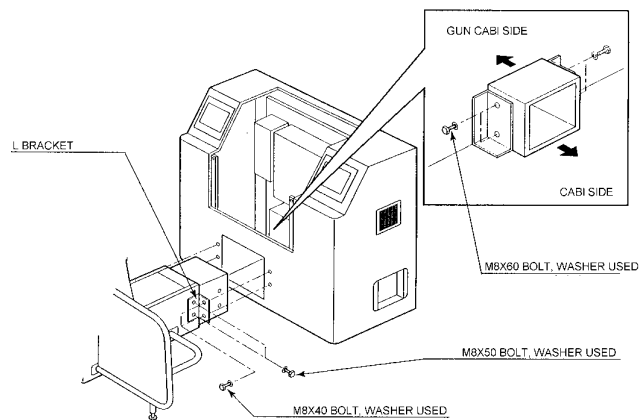 GUN CABI SIDE
L BRACKET
CABI SIDE
M8X60 BOLT, WASHER USED
M8X50 BOLT, WASHER USED
M8X40 BOLT, WASHER USED